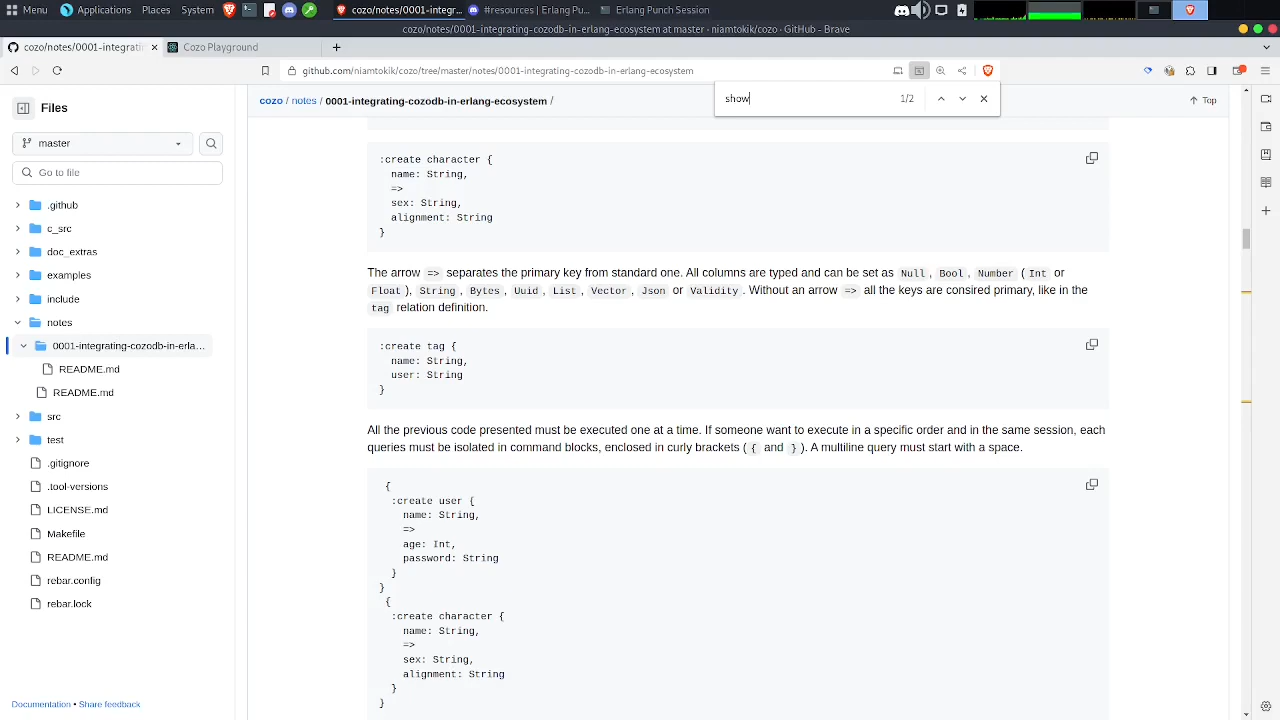 Menu Applications Places System cozo/notes/0001-integr... #resources | Erlang Pu... Erlang Punch Session
cozo/notes/0001-integrating-cozodb-in-erlang-ecosystem at master · niamtokik/cozo · GitHub - Brave
cozo/notes/0001-integrati Cozo Playground
github.com/niamtokik/cozo/tree/master/notes/0001-integrating-cozodb-in-erlang-ecosystem
show 1/2
Files
cozo / notes / 0001-integrating-cozodb-in-erlang-ecosystem /
Top
master
Go to file
.github
c_src
doc_extras
examples
include
notes
0001-integrating-cozodb-in-erla...
README.md
README.md
src
test
.gitignore
.tool-versions
LICENSE.md
Makefile
README.md
rebar.config
rebar.lock
Documentation • Share feedback
:create character {
name: String,
=>
sex: String,
alignment: String
}
The arrow => separates the primary key from standard one. All columns are typed and can be set as Null, Bool, Number ( Int or
Float ), String, Bytes, Uuid, List, Vector, Json or Validity. Without an arrow => all the keys are consired primary, like in the
tag relation definition.
:create tag {
name: String,
user: String
}
All the previous code presented must be executed one at a time. If someone want to execute in a specific order and in the same session, each
queries must be isolated in command blocks, enclosed in curly brackets ( { and } ). A multiline query must start with a space.
{
:create user {
name: String,
=>
age: Int,
password: String
}
}
{
:create character {
name: String,
=>
sex: String,
alignment: String
}
}